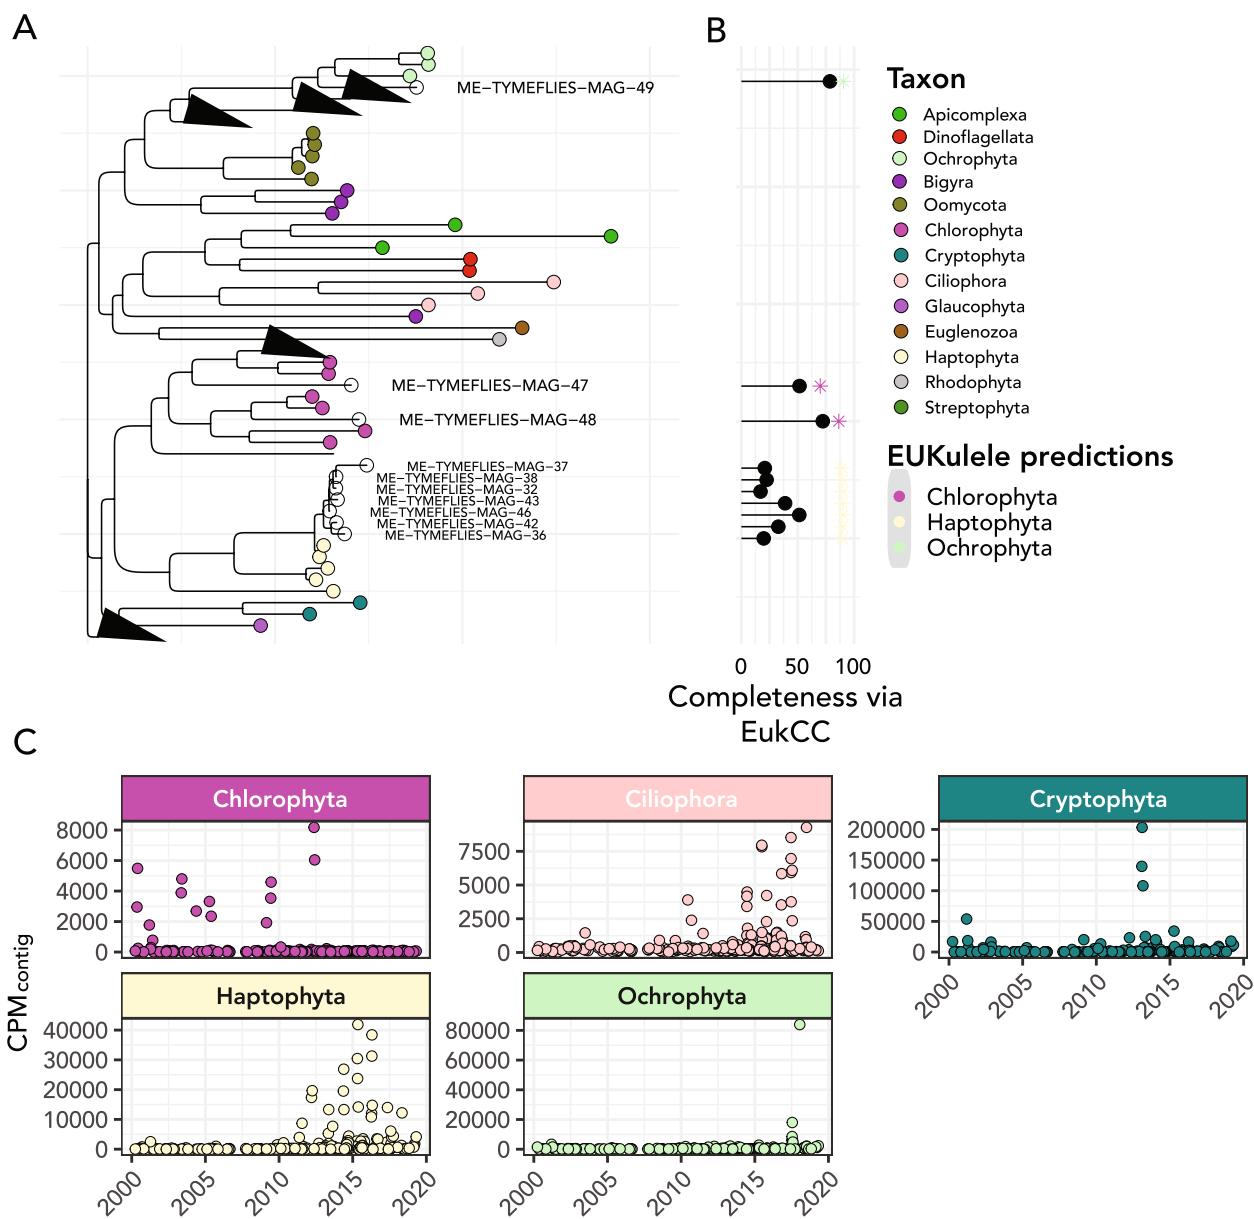 A
B
ME−TYMEFLIES−MAG−49
ME−TYMEFLIES−MAG−47
ME−TYMEFLIES−MAG−48
ME−TYMEFLIES−MAG−37
ME−TYMEFLIES−MAG−38
ME−TYMEFLIES−MAG−32
ME−TYMEFLIES−MAG−43
ME−TYMEFLIES−MAG−46
ME−TYMEFLIES−MAG−42
ME−TYMEFLIES−MAG−36
0 50 100
Completeness via
EukCC
Taxon
Apicomplexa
Dinoflagellata
Ochrophyta
Bigyra
Oomycota
Chlorophyta
Cryptophyta
Ciliophora
Glaucophyta
Euglenozoa
Haptophyta
Rhodophyta
Streptophyta
EUKulele predictions
Chlorophyta
Haptophyta
Ochrophyta
C
CPMcontig
Chlorophyta
8000
6000
4000
2000
0
Ciliophora
7500
5000
2500
0
Cryptophyta
200000
150000
100000
50000
0
2000 2005 2010 2015 2020
Haptophyta
40000
30000
20000
10000
0
2000 2005 2010 2015 2020
Ochrophyta
80000
60000
40000
20000
0
2000 2005 2010 2015 2020